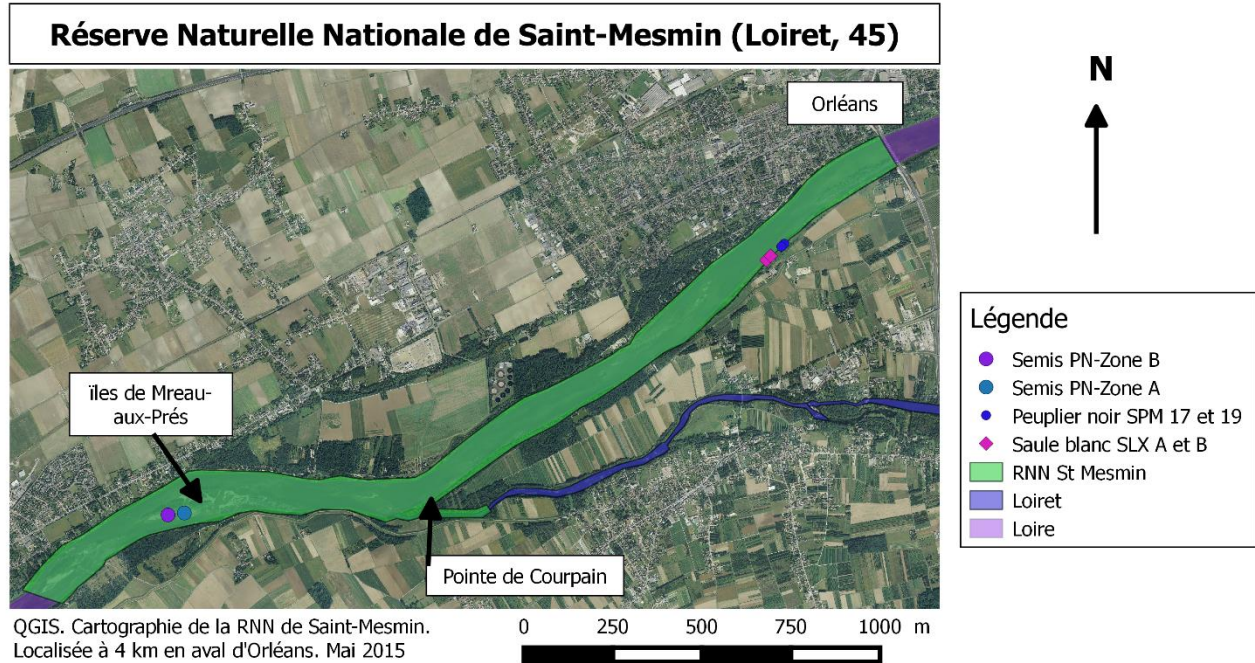 Réserve Naturelle Nationale de Saint-Mesmin (Loiret, 45)
N
Orléans
îles de Mreau-
aux-Prés
Pointe de Courpain
Légende
Semis PN-Zone B
Semis PN-Zone A
Peuplier noir SPM 17 et 19
Saule blanc SLX A et B
RNN St Mesmin
Loiret
Loire
QGIS. Cartographie de la RNN de Saint-Mesmin.
Localisée à 4 km en aval d'Orléans. Mai 2015
0 250 500 750 1000 m